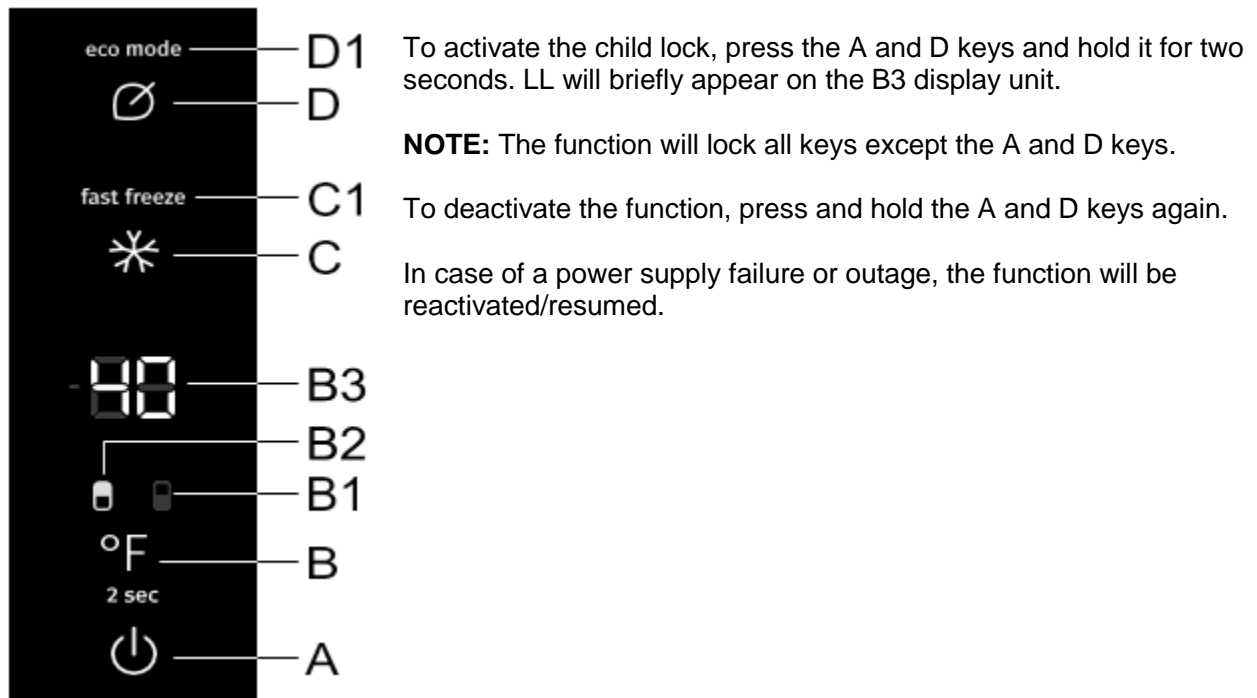 eco mode
D1
D
fast freeze
C1
C
40
B3
B2
B1
°F
B
2 sec
A
To activate the child lock, press the A and D keys and hold it for two
seconds. LL will briefly appear on the B3 display unit.
NOTE: The function will lock all keys except the A and D keys.
To deactivate the function, press and hold the A and D keys again.
In case of a power supply failure or outage, the function will be
reactivated/resumed.